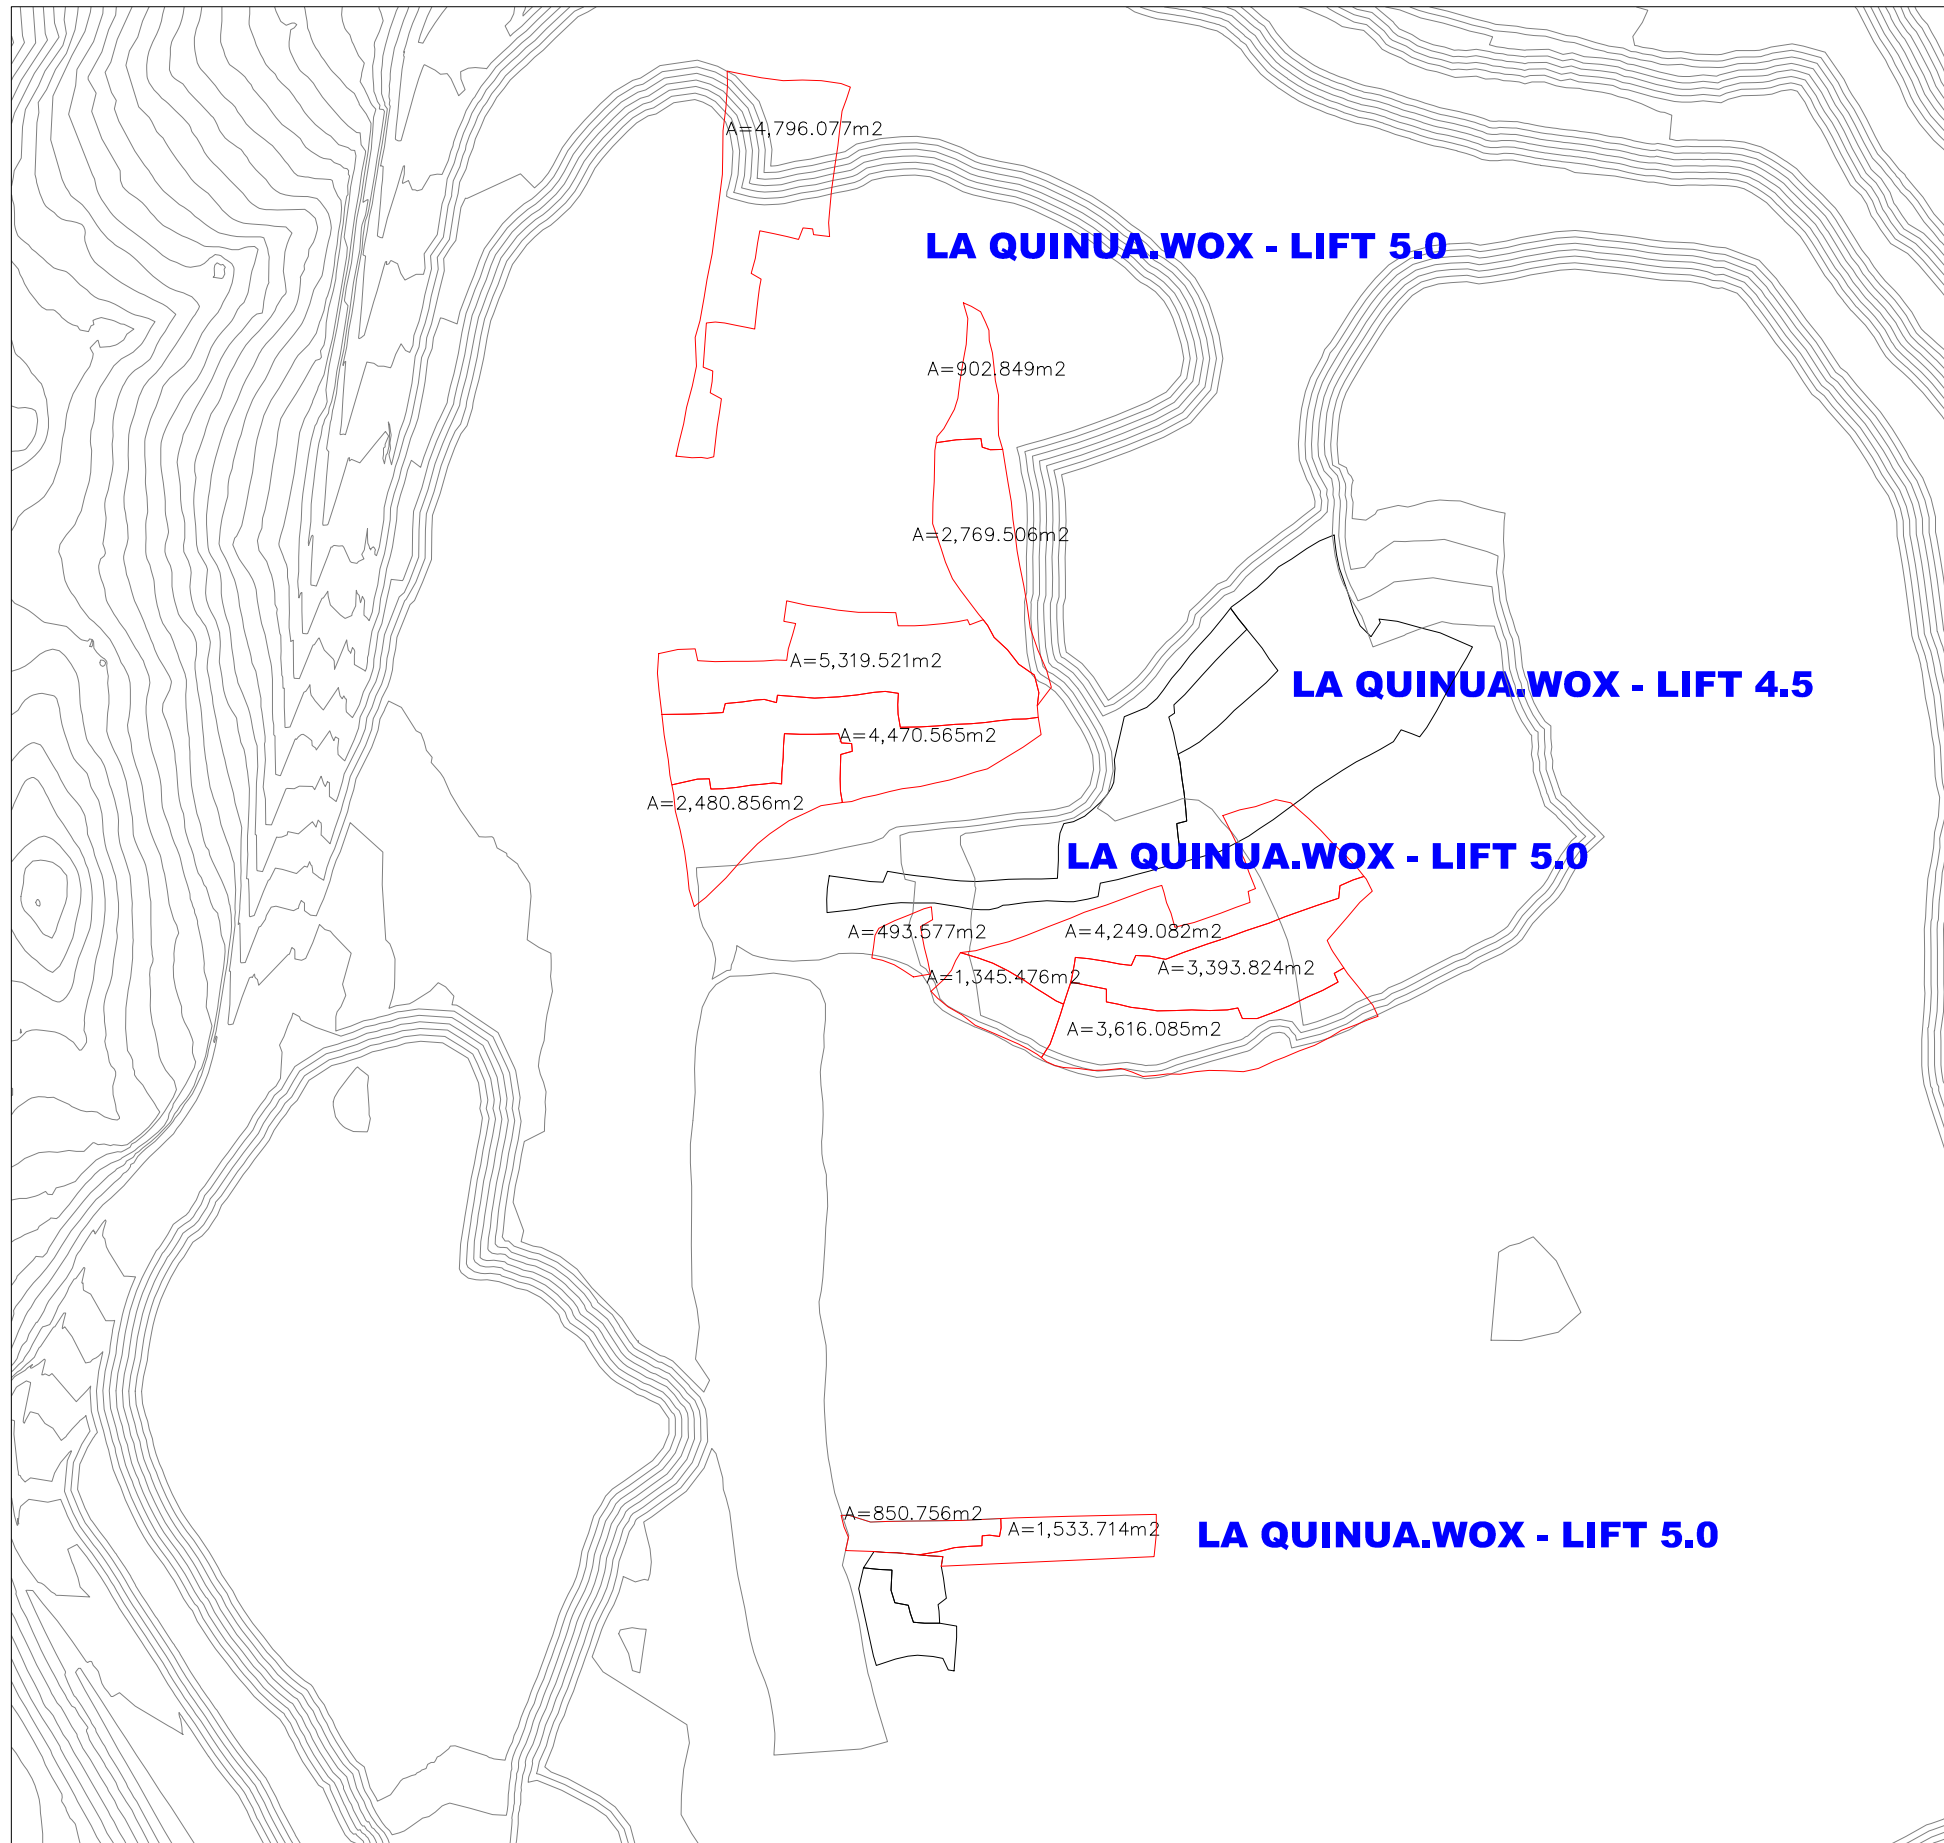 A=4,796.077m2
LA QUINUA.WOX - LIFT 5.0
A=902.849m2
A=2,769.506m2
A=5,319.521m2
LA QUINUA.WOX - LIFT 4.5
A=4,470.565m2
A=2,480.856m2
LA QUINUA.WOX - LIFT 5.0
A=493.577m2
A=4,249.082m2
A=3,393.824m2
A=1,345.476m2
A=3,616.085m2
A=850.756m2
A=1,533.714m2
LA QUINUA.WOX - LIFT 5.0